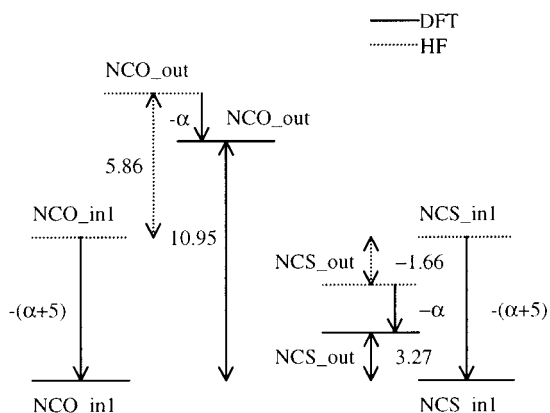 DFT
HF
NCO_out
-α
NCO_out
5.86
NCO_in1
10.95
NCS_in1
NCS_out
-1.66
-(α+5)
-α
-(α+5)
NCS_out
3.27
NCO_in1
NCS_in1